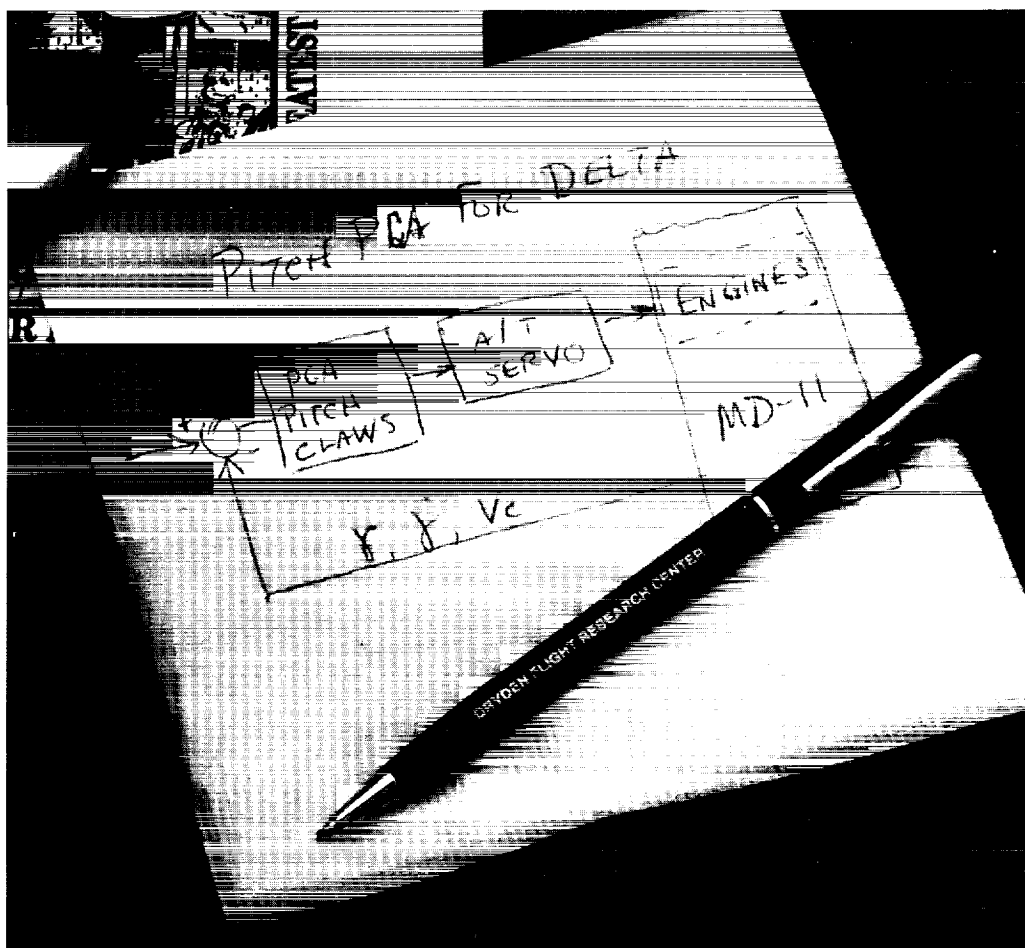 LATEST
PITCH PCA FOR DELTA
R.
PCA
PITCH
CLAWS
A/T
SERVO
ENGINES
MD-11
+
γ, γ̇, Vc
DRYDEN FLIGHT RESEARCH CENTER